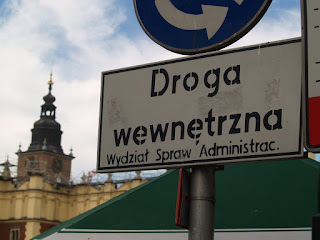 Droga
wewnętrzna
Wydział Spraw Administrac.